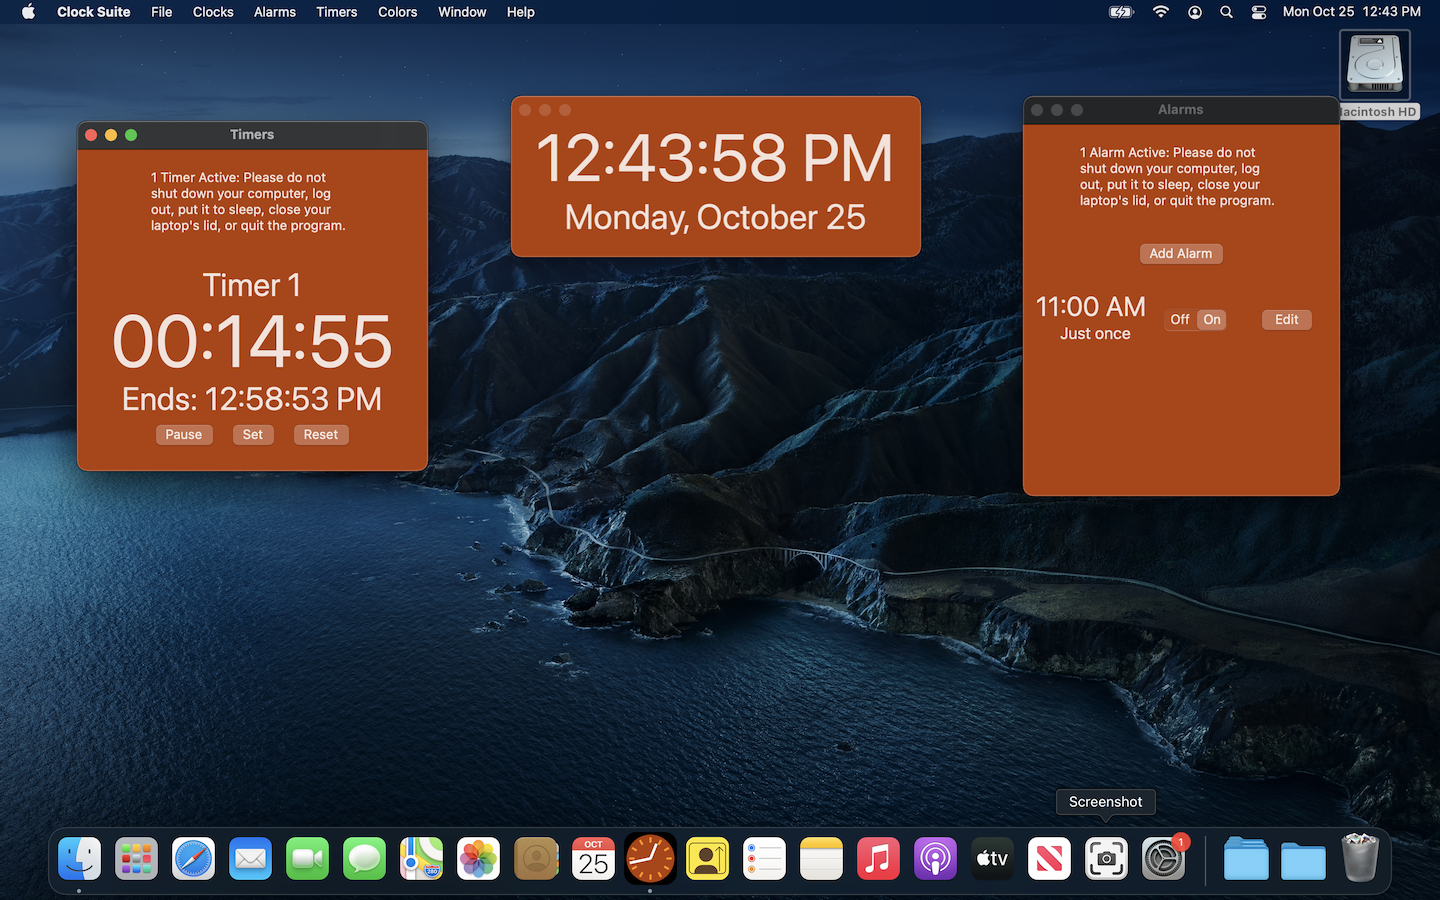 Clock Suite File Clocks Alarms Timers Colors Window Help Mon Oct 25 12:43 PM
acintosh HD
Timers
1 Timer Active: Please do not
shut down your computer, log
out, put it to sleep, close your
laptop's lid, or quit the program.
Timer 1
00:14:55
Ends: 12:58:53 PM
Pause Set Reset
12:43:58 PM
Monday, October 25
Alarms
1 Alarm Active: Please do not
shut down your computer, log
out, put it to sleep, close your
laptop's lid, or quit the program.
Add Alarm
11:00 AM
Just once
Off On
Edit
Screenshot
OCT
25
tv
1
280